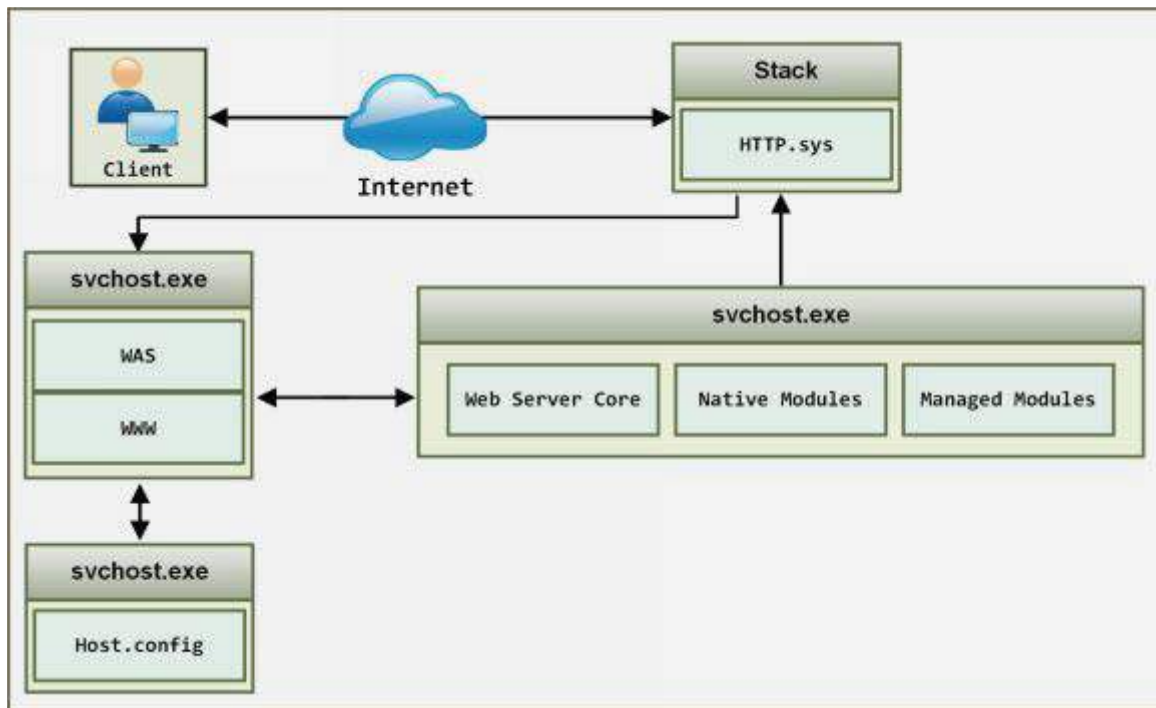 Stack
HTTP.sys
Client
Internet
svchost.exe
WAS
WWW
svchost.exe
Web Server Core
Native Modules
Managed Modules
svchost.exe
Host.config